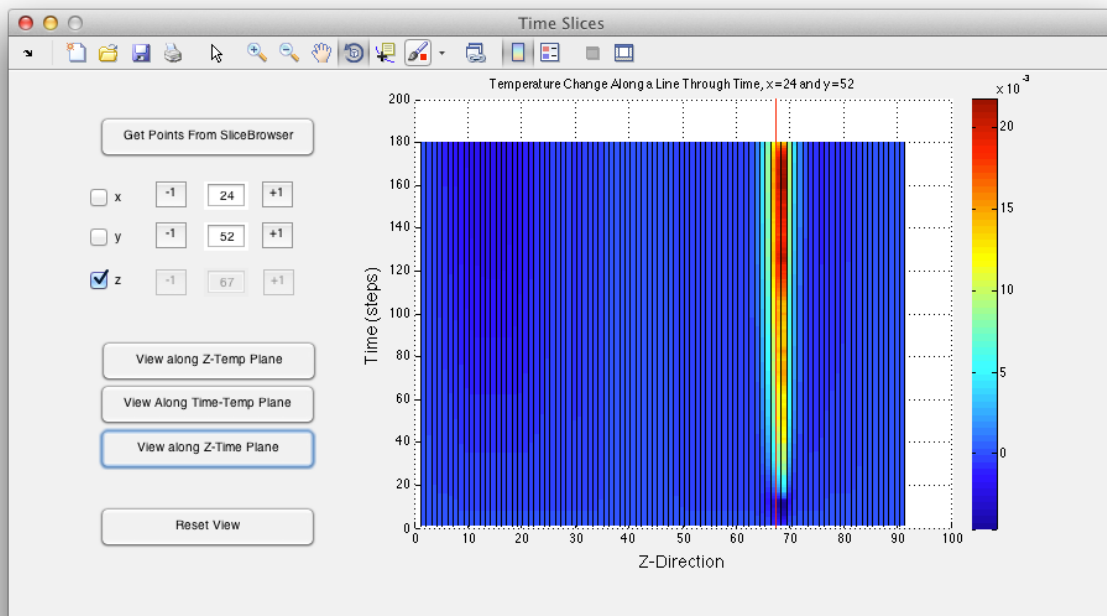 Time Slices
Temperature Change Along a Line Through Time, x=24 and y=52
x 10^-3
Get Points From SliceBrowser
x -1 24 +1
y -1 52 +1
z -1 67 +1
View along Z-Temp Plane
View Along Time-Temp Plane
View along Z-Time Plane
Reset View
Time (steps)
200
180
160
140
120
100
80
60
40
20
0
0 10 20 30 40 50 60 70 80 90 100
Z-Direction
20
15
10
5
0